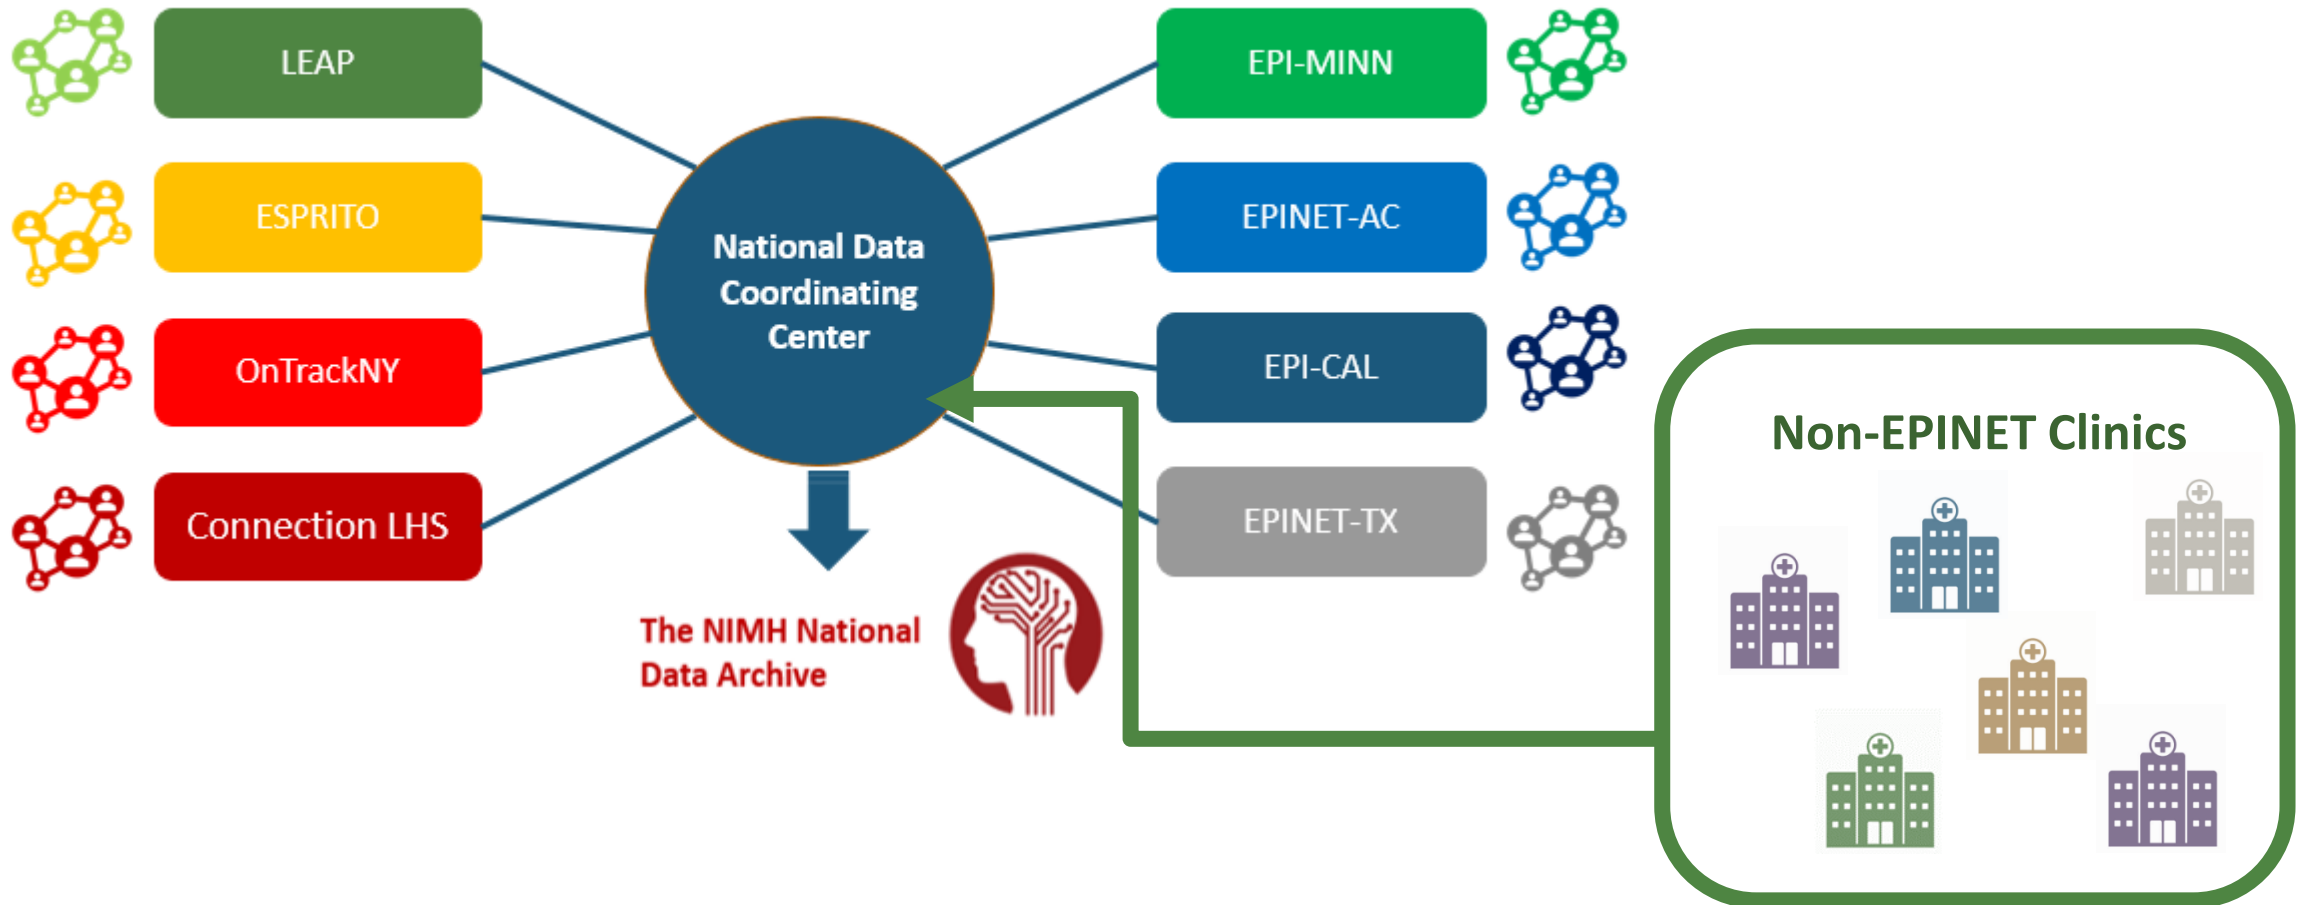 LEAP
ESPRITO
OnTrackNY
Connection LHS
National Data
Coordinating
Center
EPI-MINN
EPINET-AC
EPI-CAL
EPINET-TX
The NIMH National
Data Archive
Non-EPINET Clinics